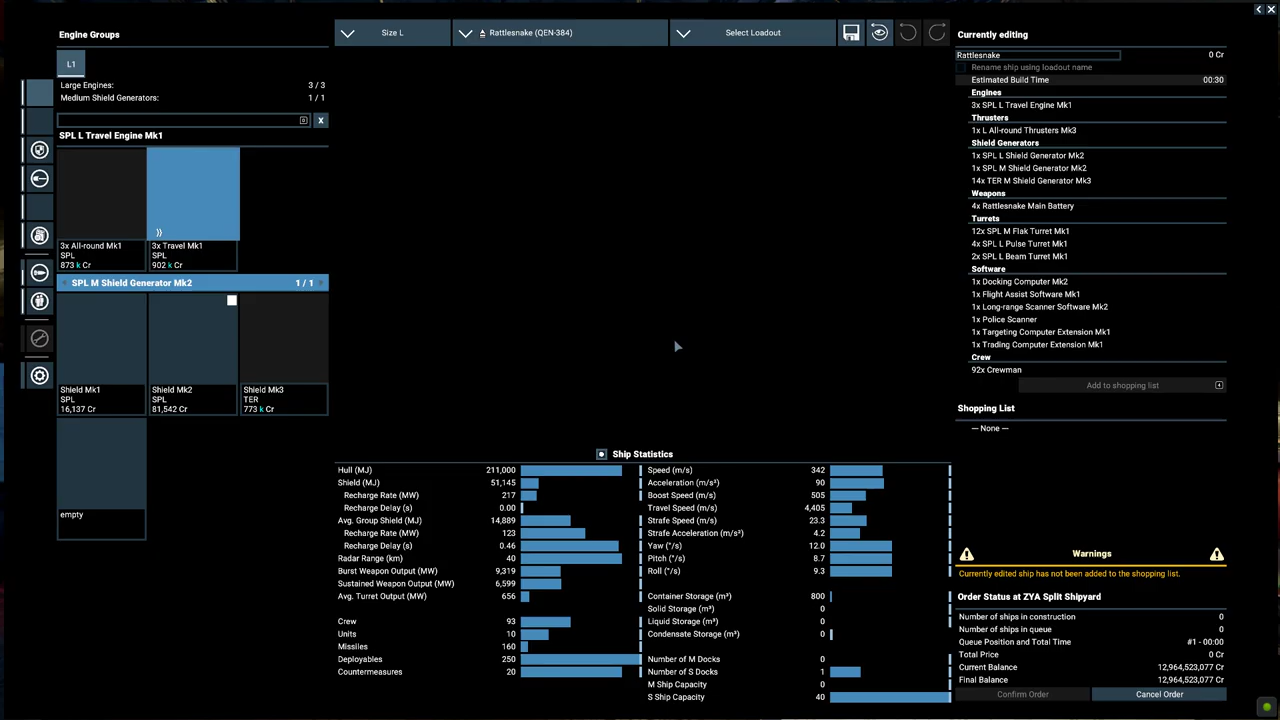 Engine Groups
L1
Large Engines: 3 / 3
Medium Shield Generators: 1 / 1
X
SPL L Travel Engine Mk1
3x All-round Mk1
SPL
873 k Cr
3x Travel Mk1
SPL
902 k Cr
SPL M Shield Generator Mk2 1 / 1
Shield Mk1
SPL
16,137 Cr
Shield Mk2
SPL
81,542 Cr
Shield Mk3
TER
773 k Cr
empty
Size L
Rattlesnake (QEN-384)
Select Loadout
Ship Statistics
Hull (MJ) 211,000
Shield (MJ) 51,145
Recharge Rate (MW) 217
Recharge Delay (s) 0.00
Avg. Group Shield (MJ) 14,889
Recharge Rate (MW) 123
Recharge Delay (s) 0.46
Radar Range (km) 40
Burst Weapon Output (MW) 9,319
Sustained Weapon Output (MW) 6,599
Avg. Turret Output (MW) 656
Crew 93
Units 10
Missiles 160
Deployables 250
Countermeasures 20
Speed (m/s) 342
Acceleration (m/s²) 90
Boost Speed (m/s) 505
Travel Speed (m/s) 4,405
Strafe Speed (m/s) 23.3
Strafe Acceleration (m/s²) 4.2
Yaw (°/s) 12.0
Pitch (°/s) 8.7
Roll (°/s) 9.3
Container Storage (m³) 800
Solid Storage (m³) 0
Liquid Storage (m³) 0
Condensate Storage (m³) 0
Number of M Docks 0
Number of S Docks 1
M Ship Capacity 0
S Ship Capacity 40
Currently editing
Rattlesnake 0 Cr
Rename ship using loadout name
Estimated Build Time 00:30
Engines
3x SPL L Travel Engine Mk1
Thrusters
1x L All-round Thrusters Mk3
Shield Generators
1x SPL L Shield Generator Mk2
1x SPL M Shield Generator Mk2
14x TER M Shield Generator Mk3
Weapons
4x Rattlesnake Main Battery
Turrets
12x SPL M Flak Turret Mk1
4x SPL L Pulse Turret Mk1
2x SPL L Beam Turret Mk1
Software
1x Docking Computer Mk2
1x Flight Assist Software Mk1
1x Long-range Scanner Software Mk2
1x Police Scanner
1x Targeting Computer Extension Mk1
1x Trading Computer Extension Mk1
Crew
92x Crewman
Add to shopping list
Shopping List
— None —
Warnings
Currently edited ship has not been added to the shopping list.
Order Status at ZYA Split Shipyard
Number of ships in construction 0
Number of ships in queue 0
Queue Position and Total Time #1 - 00:00
Total Price 0 Cr
Current Balance 12,964,523,077 Cr
Final Balance 12,964,523,077 Cr
Confirm Order
Cancel Order